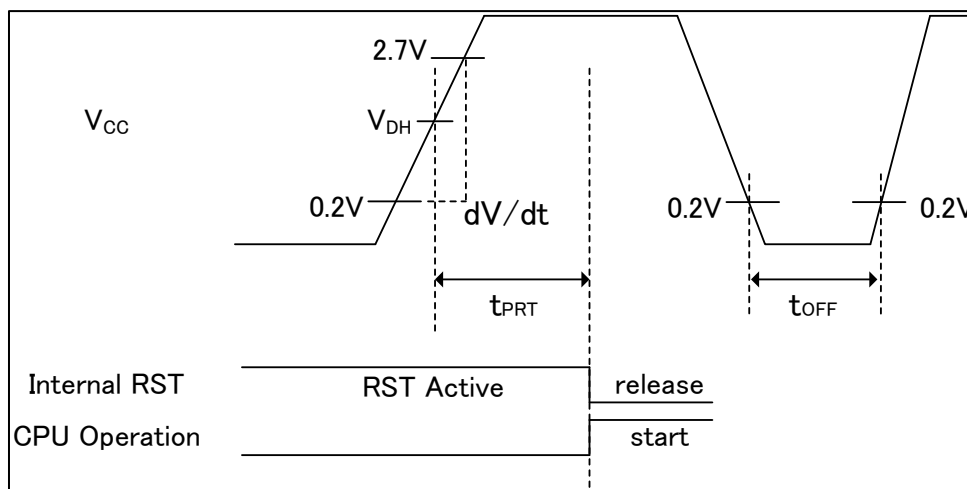 2.7V
VCC
VDH
0.2V
dV/dt
0.2V
0.2V
tPRT
tOFF
Internal RST
RST Active
release
CPU Operation
start